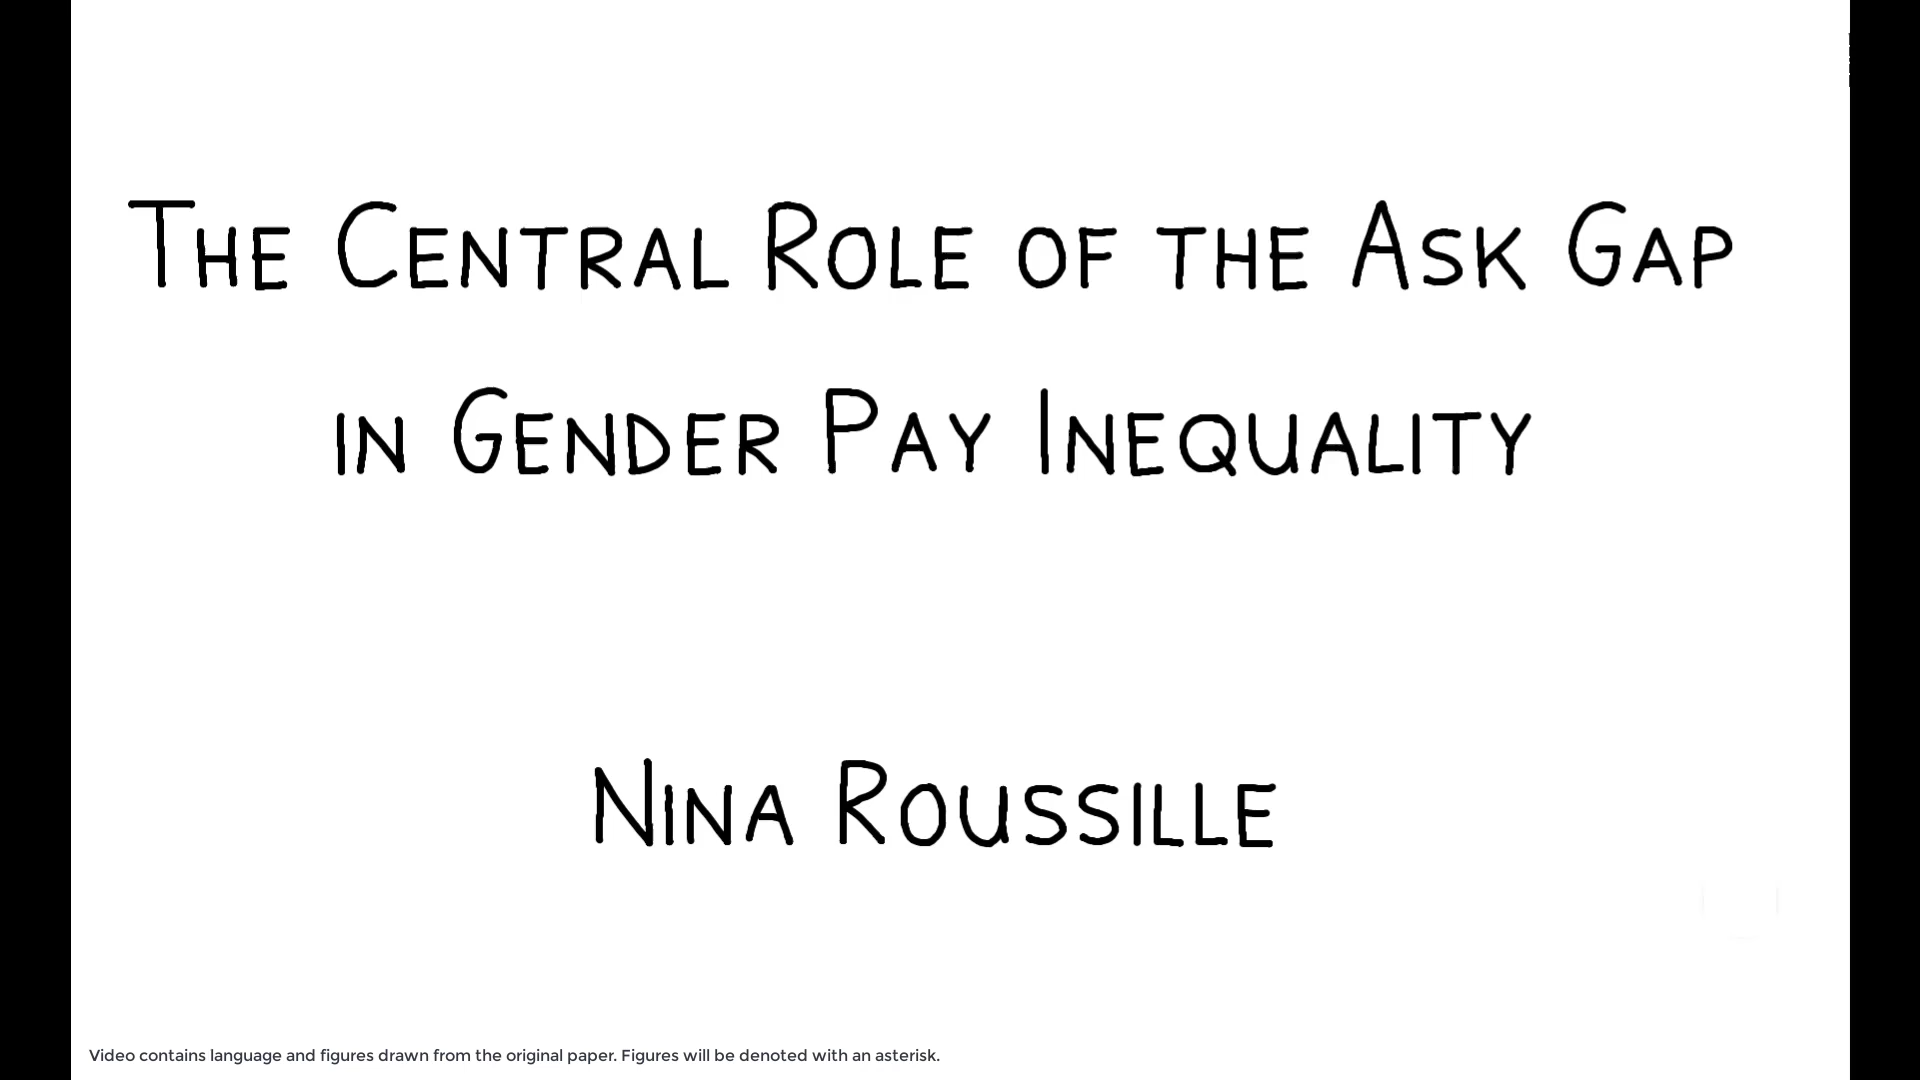 The Central Role of the Ask Gap
in Gender Pay Inequality
Nina Roussille
Video contains language and figures drawn from the original paper. Figures will be denoted with an asterisk.